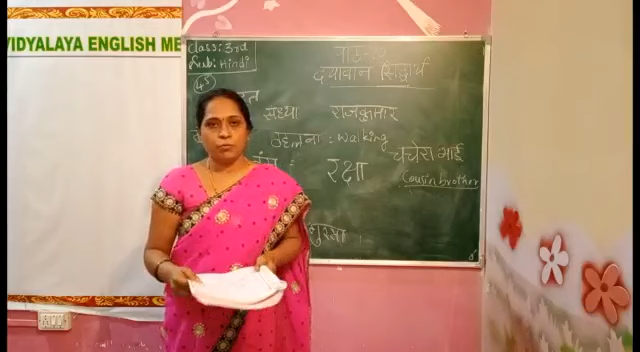 VIDYALAYA ENGLISH ME
Class: 3rd
Sub: Hindi
पाठ
दयावान सिद्धार्थ
संध्या राजकुमार
टहलना : walking
चचेरा भाई
Cousin brother
रक्षा